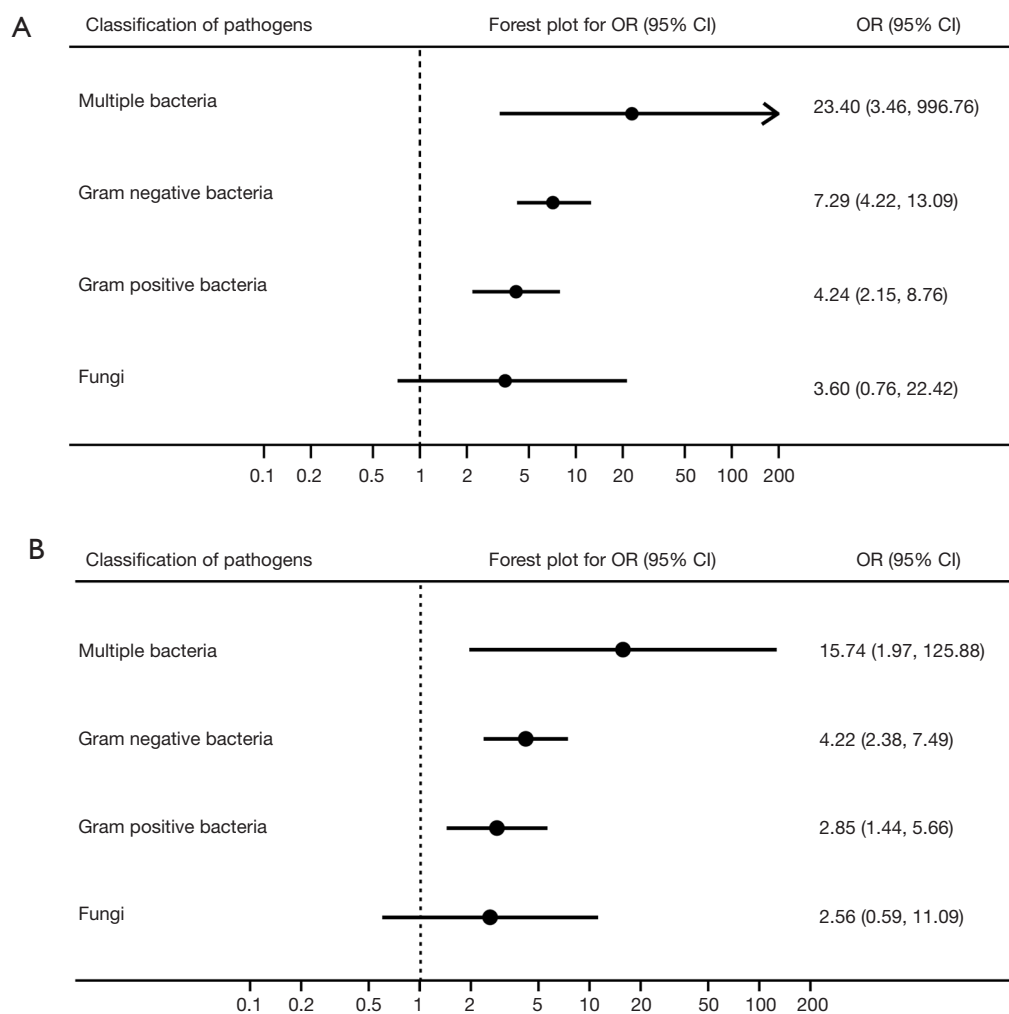 A
Classification of pathogens Forest plot for OR (95% CI) OR (95% CI)
Multiple bacteria 23.40 (3.46, 996.76)
Gram negative bacteria 7.29 (4.22, 13.09)
Gram positive bacteria 4.24 (2.15, 8.76)
Fungi 3.60 (0.76, 22.42)
0.1 0.2 0.5 1 2 5 10 20 50 100 200
B
Classification of pathogens Forest plot for OR (95% CI) OR (95% CI)
Multiple bacteria 15.74 (1.97, 125.88)
Gram negative bacteria 4.22 (2.38, 7.49)
Gram positive bacteria 2.85 (1.44, 5.66)
Fungi 2.56 (0.59, 11.09)
0.1 0.2 0.5 1 2 5 10 20 50 100 200